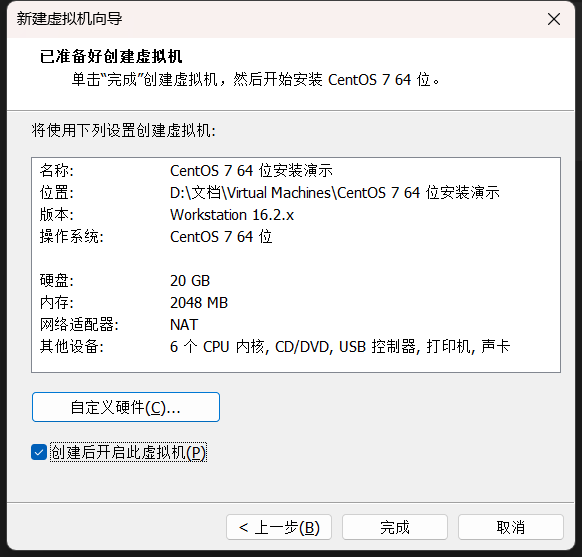 新建虚拟机向导
已准备好创建虚拟机
单击“完成”创建虚拟机，然后开始安装 CentOS 7 64 位。
将使用下列设置创建虚拟机:
名称: CentOS 7 64 位安装演示
位置: D:\文档\Virtual Machines\CentOS 7 64 位安装演示
版本: Workstation 16.2.x
操作系统: CentOS 7 64 位
硬盘: 20 GB
内存: 2048 MB
网络适配器: NAT
其他设备: 6 个 CPU 内核, CD/DVD, USB 控制器, 打印机, 声卡
自定义硬件(C)...
创建后开启此虚拟机(P)
< 上一步(B) 完成 取消